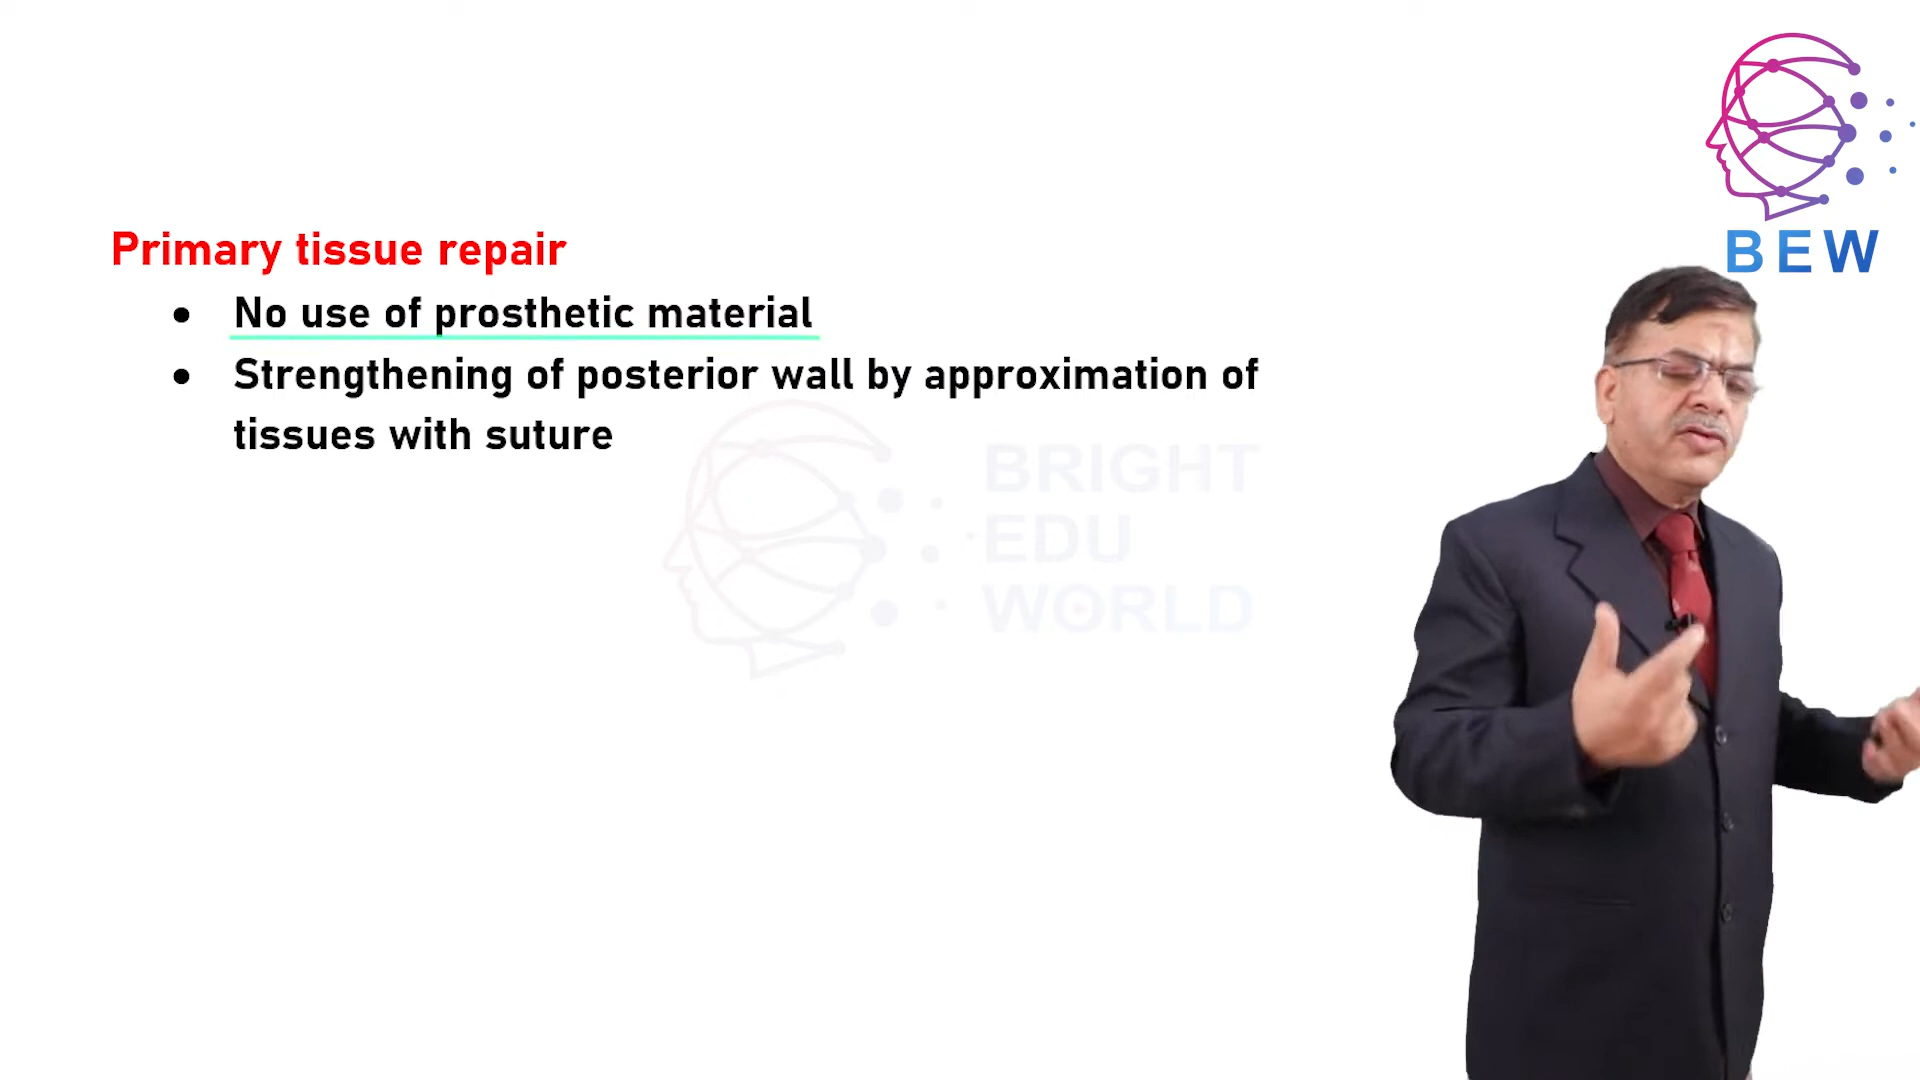 BEW
Primary tissue repair
• No use of prosthetic material
• Strengthening of posterior wall by approximation of
tissues with suture
BRIGHT
EDU
WORLD